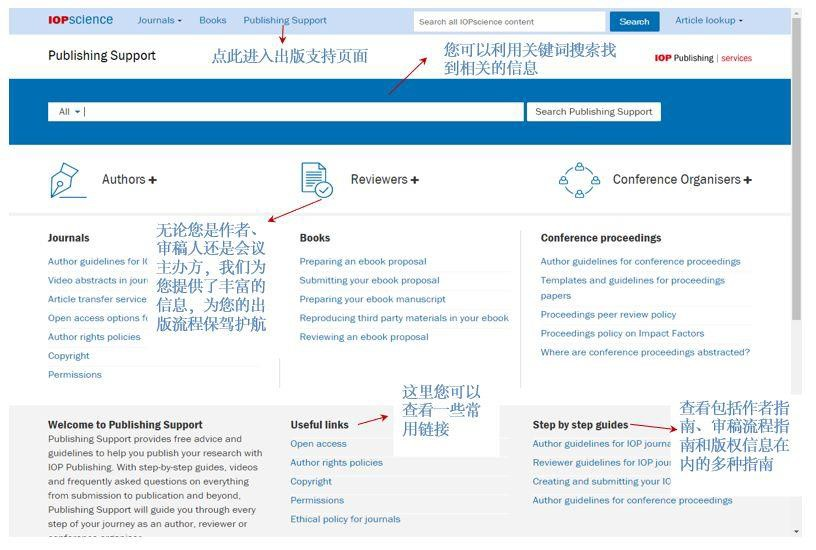 IOPscience Journals Books Publishing Support Search all IOPscience content Search Article lookup
Publishing Support
点此进入出版支持页面
您可以利用关键词搜索找
到相关的信息
IOP Publishing | services
All
Search Publishing Support
Authors +
Reviewers +
Conference Organisers +
无论您是作者、
审稿人还是会议
主办方，我们为
您提供了丰富的
信息，为您的出
版流程保驾护航
Journals
Author guidelines for I
Video abstracts in jour
Article transfer service
Open access options fo
Author rights policies
Copyright
Permissions
Books
Preparing an ebook proposal
Submitting your ebook proposal
Preparing your ebook manuscript
Reproducing third party materials in your ebook
Reviewing an ebook proposal
Conference proceedings
Author guidelines for conference proceedings
Templates and guidelines for proceedings
papers
Proceedings peer review policy
Proceedings policy on Impact Factors
Where are conference proceedings abstracted?
Welcome to Publishing Support
Publishing Support provides free advice and
guidelines to help you publish your research with
IOP Publishing. With step-by-step guides, videos
and frequently asked questions on everything
from submission to publication and beyond,
Publishing Support will guide you through every
step of your journey as an author, reviewer or
conference organiser.
Useful links
Open access
Author rights policies
Copyright
Permissions
Ethical policy for journals
这里您可以
查看一些常
用链接
Step by step guides
Author guidelines for IOP journa
Reviewer guidelines for IOP jou
Creating and submitting your IO
Author guidelines for conference proceedings
查看包括作者指
南、审稿流程指
南和版权信息在
内的多种指南